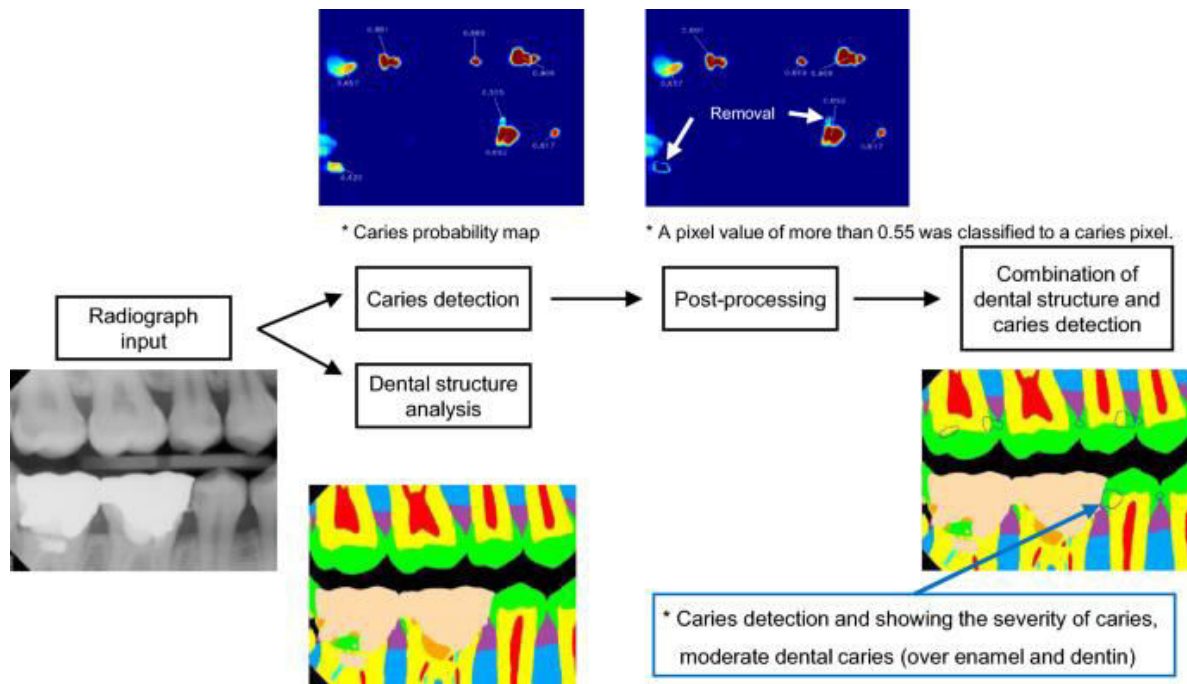 Removal
* Caries probability map
* A pixel value of more than 0.55 was classified to a caries pixel.
Radiograph
input
Caries detection
Post-processing
Combination of
dental structure and
caries detection
Dental structure
analysis
* Caries detection and showing the severity of caries,
moderate dental caries (over enamel and dentin)